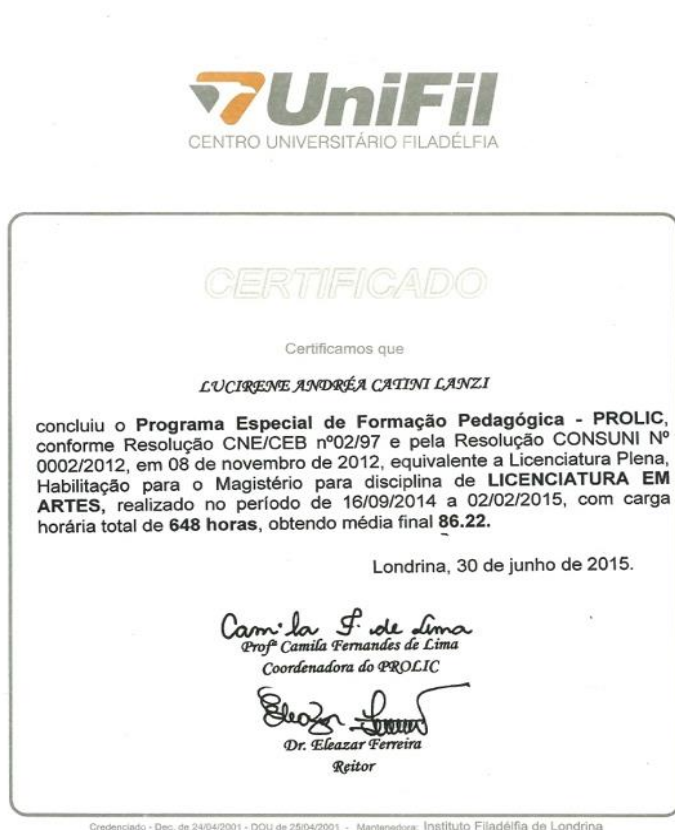 UniFil
CENTRO UNIVERSITÁRIO FILADÉLFIA
CERTIFICADO
Certificamos que
LUCIRENE ANDRÉA CATINI LANZI
concluiu o Programa Especial de Formação Pedagógica - PROLIC,
conforme Resolução CNE/CEB nº02/97 e pela Resolução CONSUNI Nº
0002/2012, em 08 de novembro de 2012, equivalente a Licenciatura Plena,
Habilitação para o Magistério para disciplina de LICENCIATURA EM
ARTES, realizado no período de 16/09/2014 a 02/02/2015, com carga
horária total de 648 horas, obtendo média final 86.22.
Londrina, 30 de junho de 2015.
Camila F. de Lima
Profª Camila Fernandes de Lima
Coordenadora do PROLIC
Eleazar Ferreira
Dr. Eleazar Ferreira
Reitor
Credenciado - Dec. de 24/04/2001 - DOU de 25/04/2001 - Mantenedora: Instituto Filadélfia de Londrina